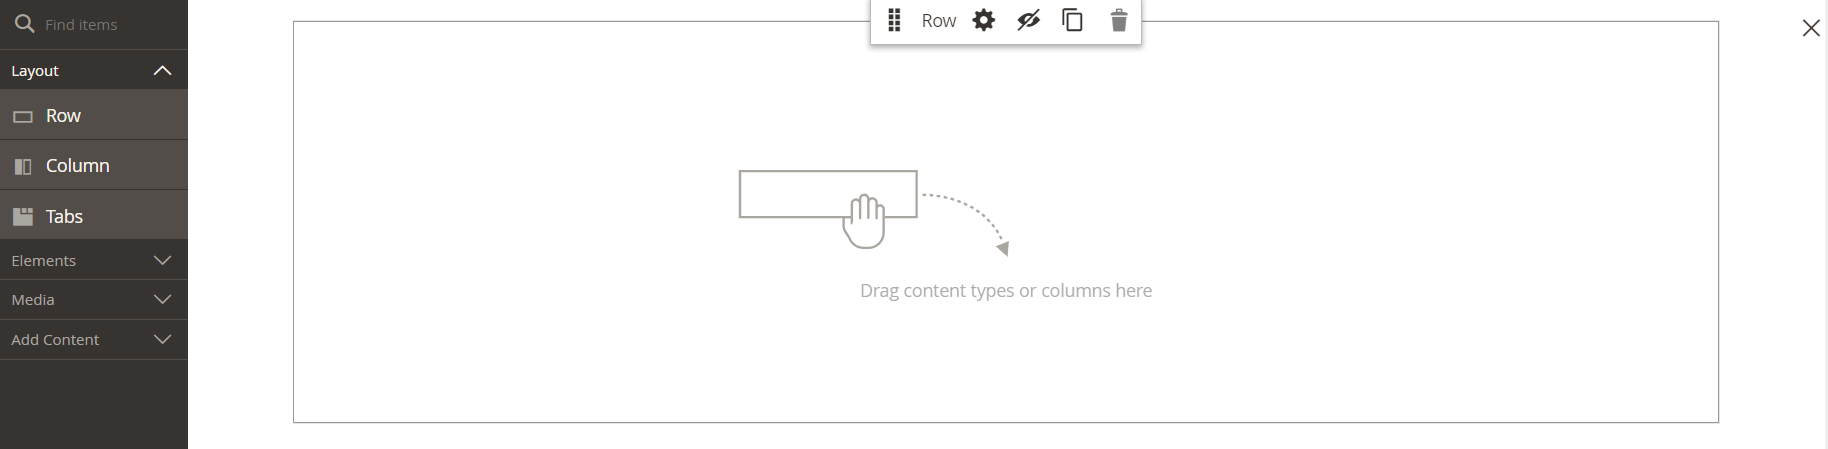 Find items
Layout
Row
Column
Tabs
Elements
Media
Add Content
Row
Drag content types or columns here